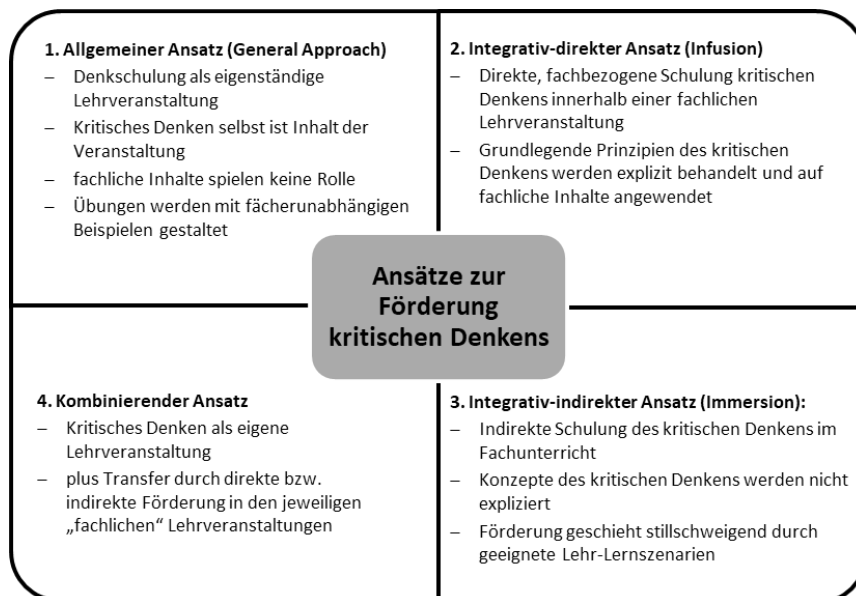 1. Allgemeiner Ansatz (General Approach)
– Denkschulung als eigenständige
Lehrveranstaltung
– Kritisches Denken selbst ist Inhalt der
Veranstaltung
– fachliche Inhalte spielen keine Rolle
– Übungen werden mit fächerunabhängigen
Beispielen gestaltet
2. Integrativ-direkter Ansatz (Infusion)
– Direkte, fachbezogene Schulung kritischen
Denkens innerhalb einer fachlichen
Lehrveranstaltung
– Grundlegende Prinzipien des kritischen
Denkens werden explizit behandelt und auf
fachliche Inhalte angewendet
Ansätze zur
Förderung
kritischen Denkens
4. Kombinierender Ansatz
– Kritisches Denken als eigene
Lehrveranstaltung
– plus Transfer durch direkte bzw.
indirekte Förderung in den jeweiligen
„fachlichen“ Lehrveranstaltungen
3. Integrativ-indirekter Ansatz (Immersion):
– Indirekte Schulung des kritischen Denkens im
Fachunterricht
– Konzepte des kritischen Denkens werden nicht
expliziert
– Förderung geschieht stillschweigend durch
geeignete Lehr-Lernszenarien